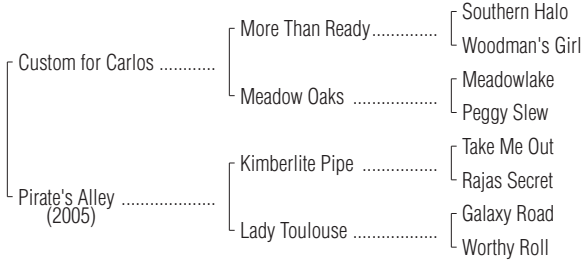 Southern Halo
More Than Ready..............
Woodman's Girl
Custom for Carlos ............
Meadowlake
Meadow Oaks ..................
Peggy Slew
Take Me Out
Kimberlite Pipe ................
Rajas Secret
Pirate's Alley ....................
(2005)
Galaxy Road
Lady Toulouse ..................
Worthy Roll